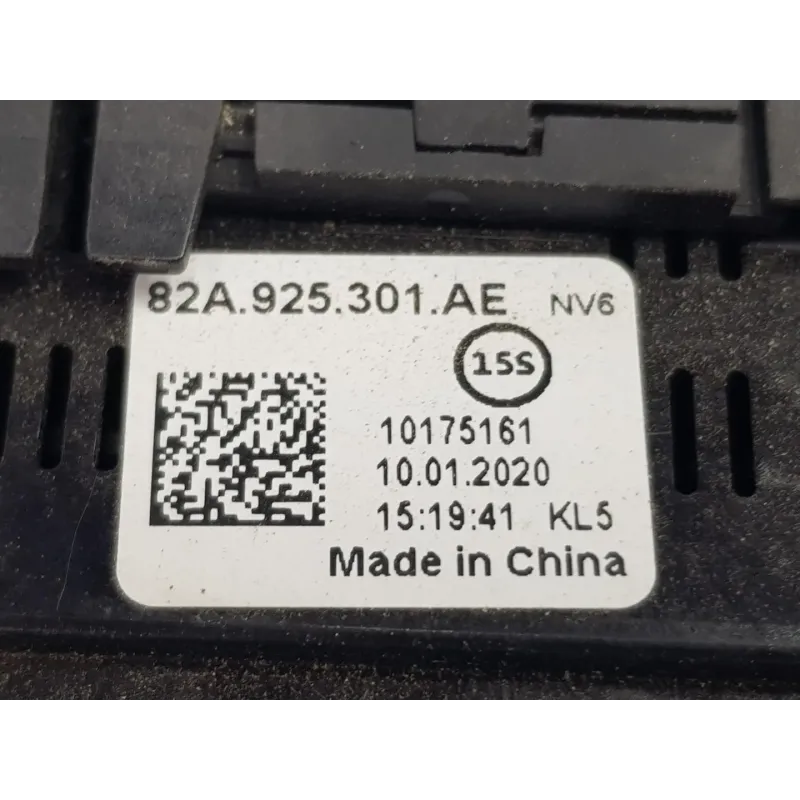 82A.925.301.AE NV6
15S
10175161
10.01.2020
15:19:41 KL5
Made in China